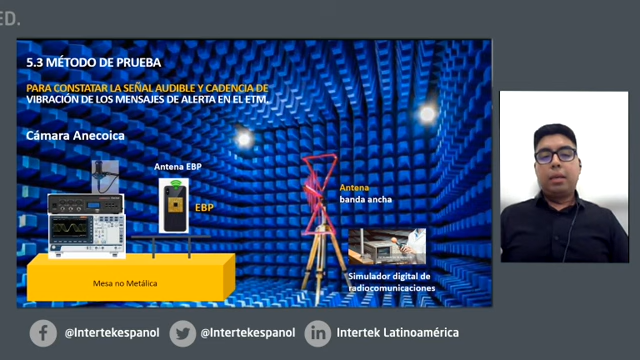 ED.
5.3 MÉTODO DE PRUEBA
PARA CONSTATAR LA SEÑAL AUDIBLE Y CADENCIA DE
VIBRACIÓN DE LOS MENSAJES DE ALERTA EN EL ETM.
Cámara Anecoica
Antena EBP
EBP
Antena
banda ancha
Simulador digital de
radiocomunicaciones
Mesa no Metálica
@Intertekespanol
@Intertekespanol
Intertek Latinoamérica